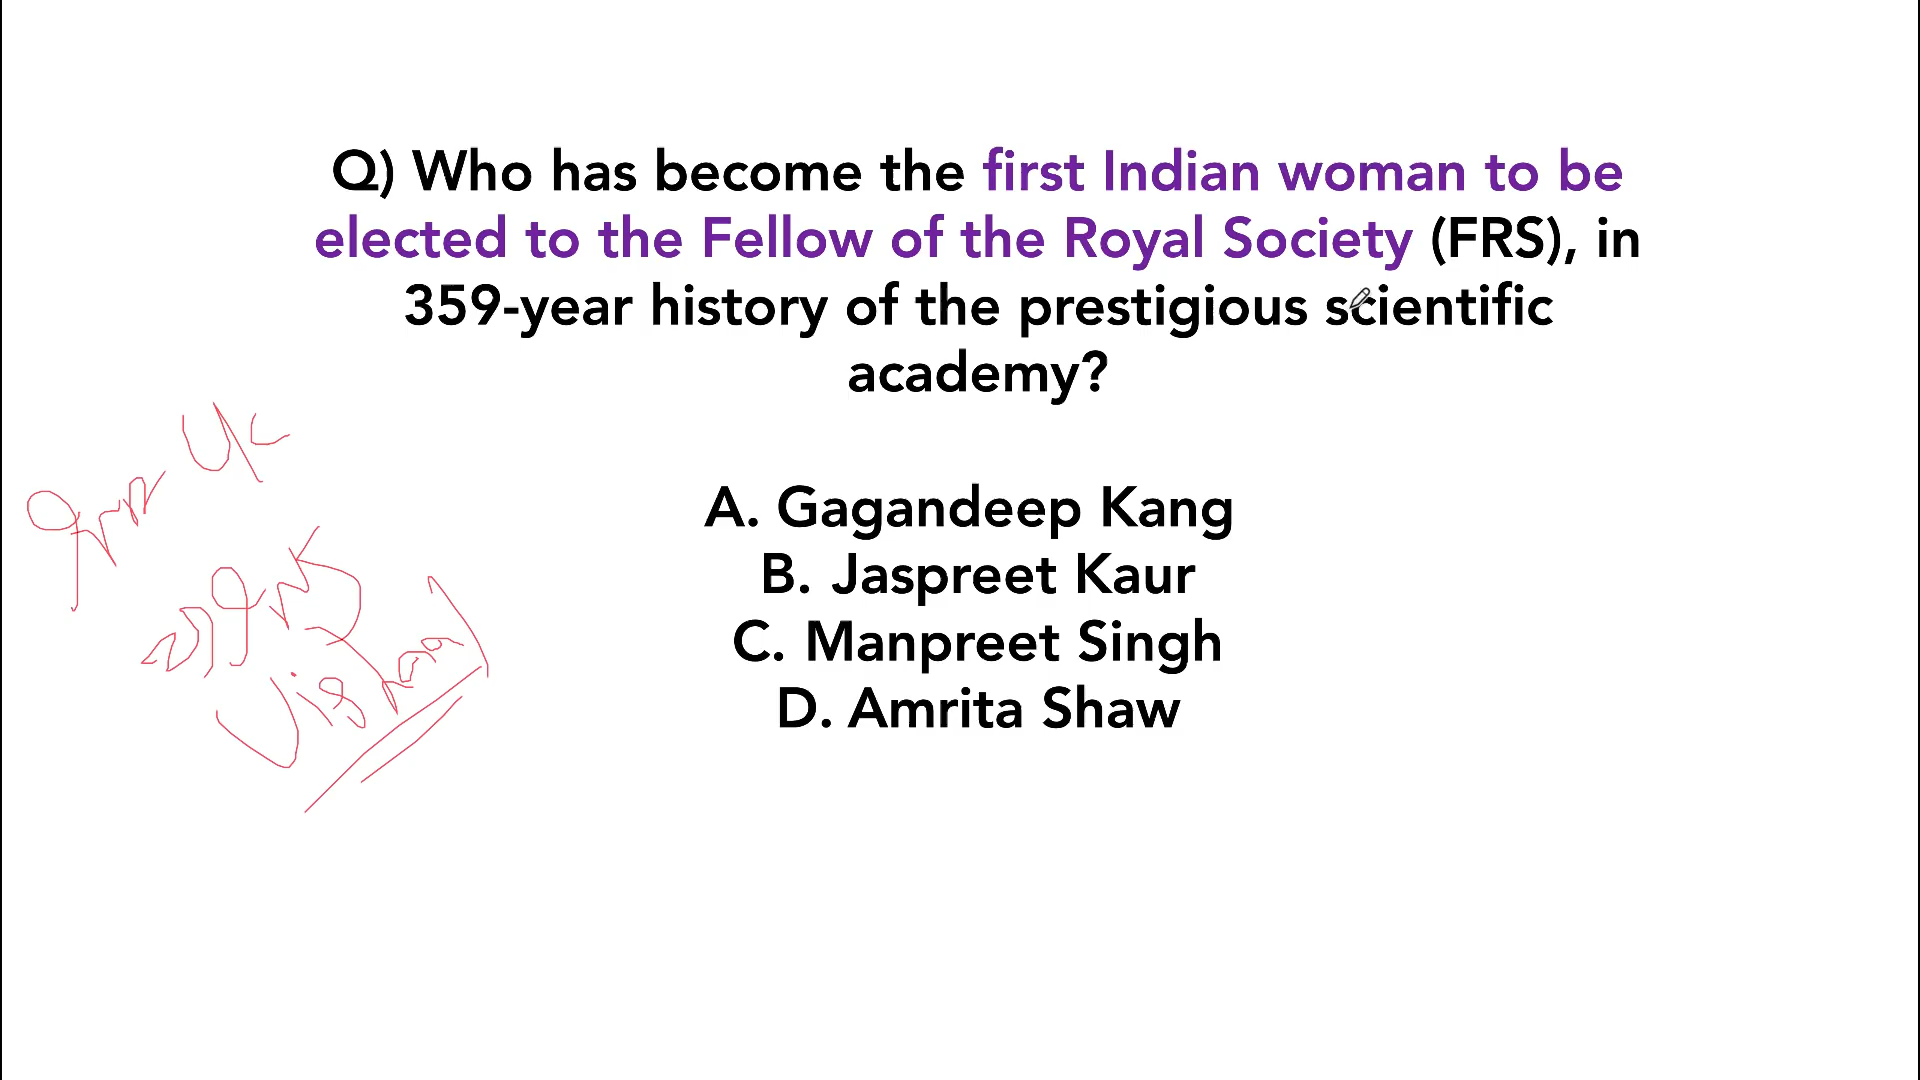 Q) Who has become the first Indian woman to be
elected to the Fellow of the Royal Society (FRS), in
359-year history of the prestigious scientific
academy?
A. Gagandeep Kang
B. Jaspreet Kaur
C. Manpreet Singh
D. Amrita Shaw